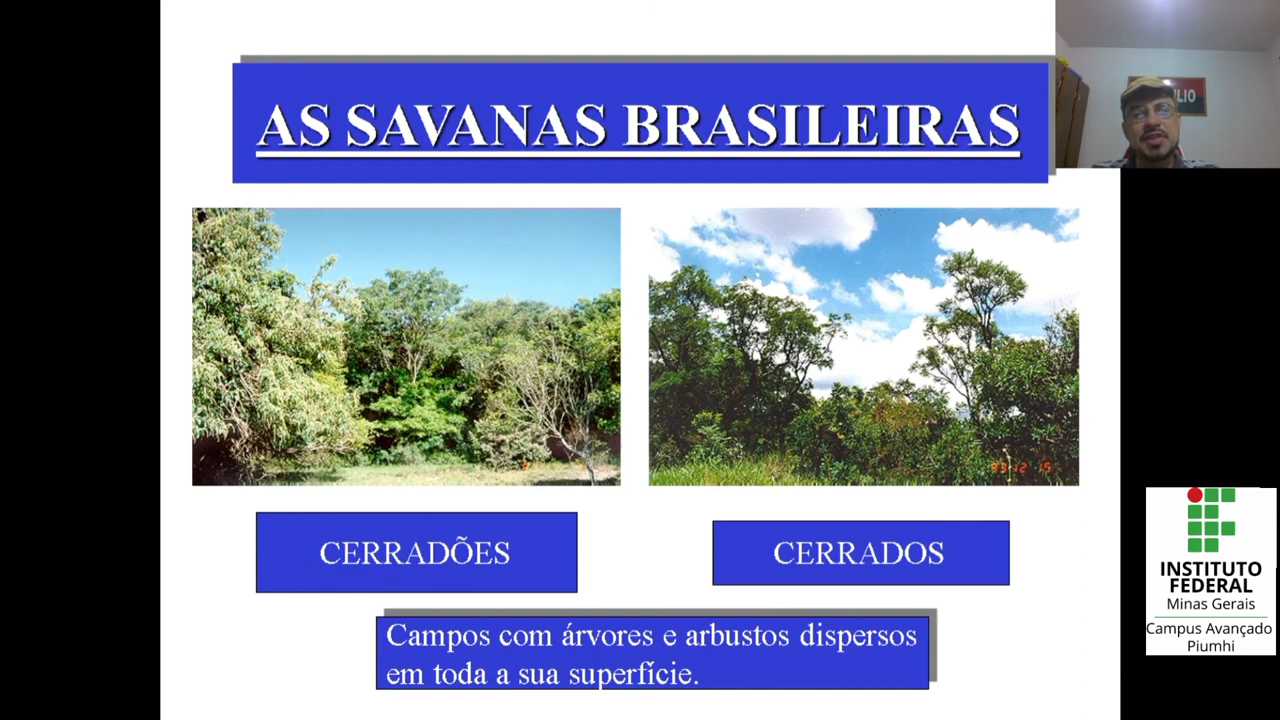 AS SAVANAS BRASILEIRAS
CERRADÕES
CERRADOS
Campos com árvores e arbustos dispersos
em toda a sua superfície.
INSTITUTO
FEDERAL
Minas Gerais
Campus Avançado
Piumhi